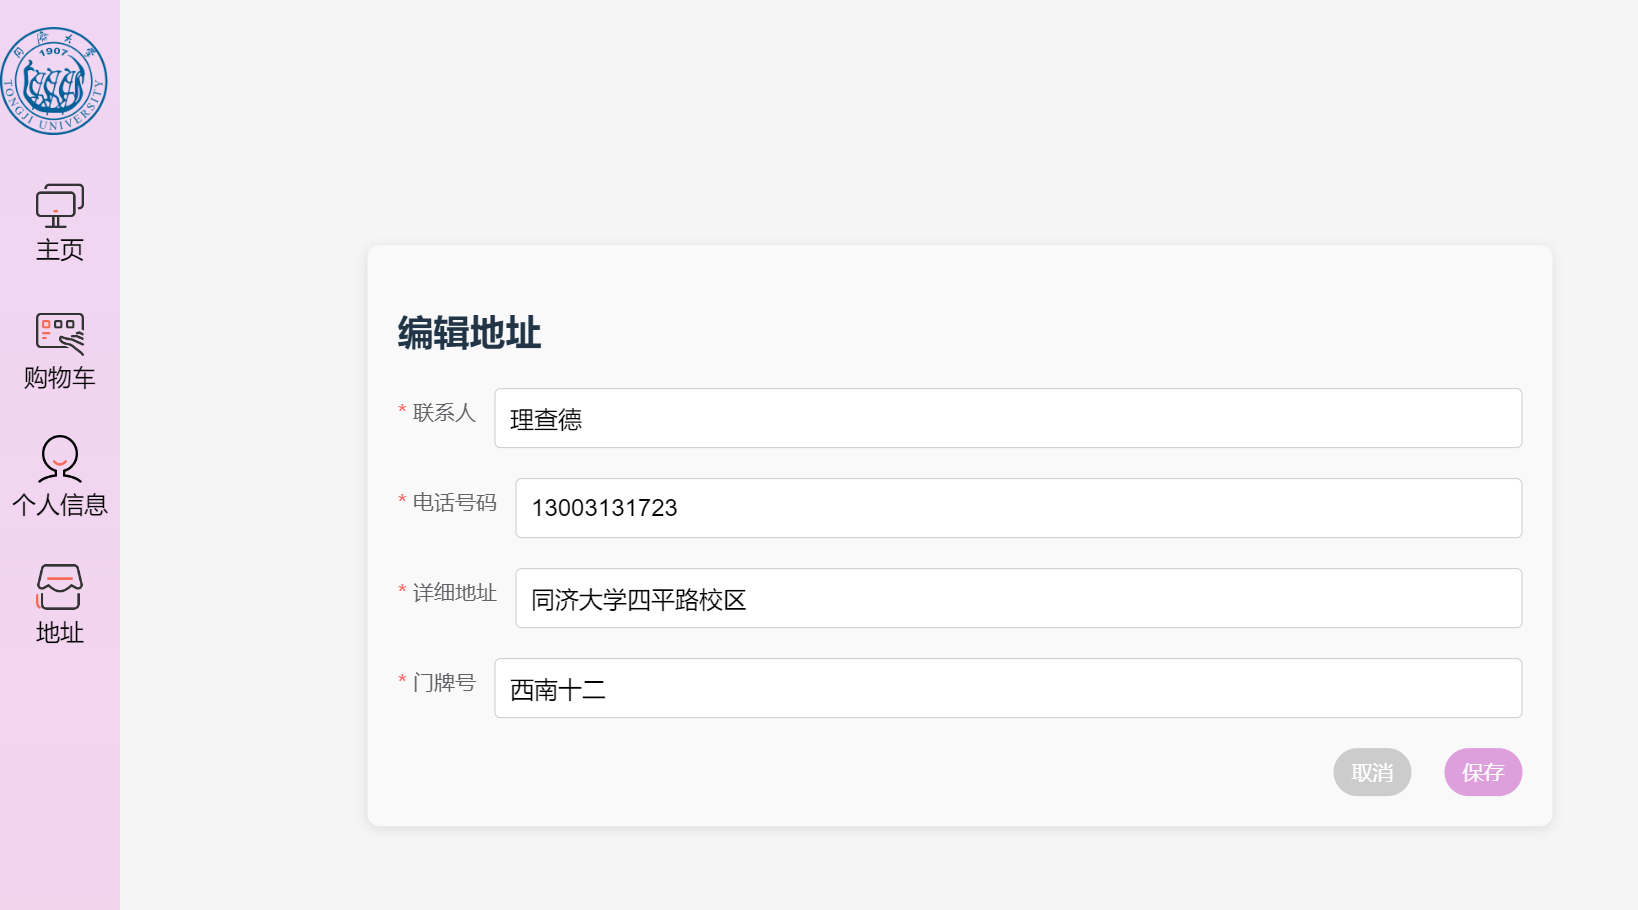 同济大学
1907
TONGJI UNIVERSITY
主页
购物车
个人信息
地址
编辑地址
* 联系人
理查德
* 电话号码
13003131723
* 详细地址
同济大学四平路校区
* 门牌号
西南十二
取消
保存